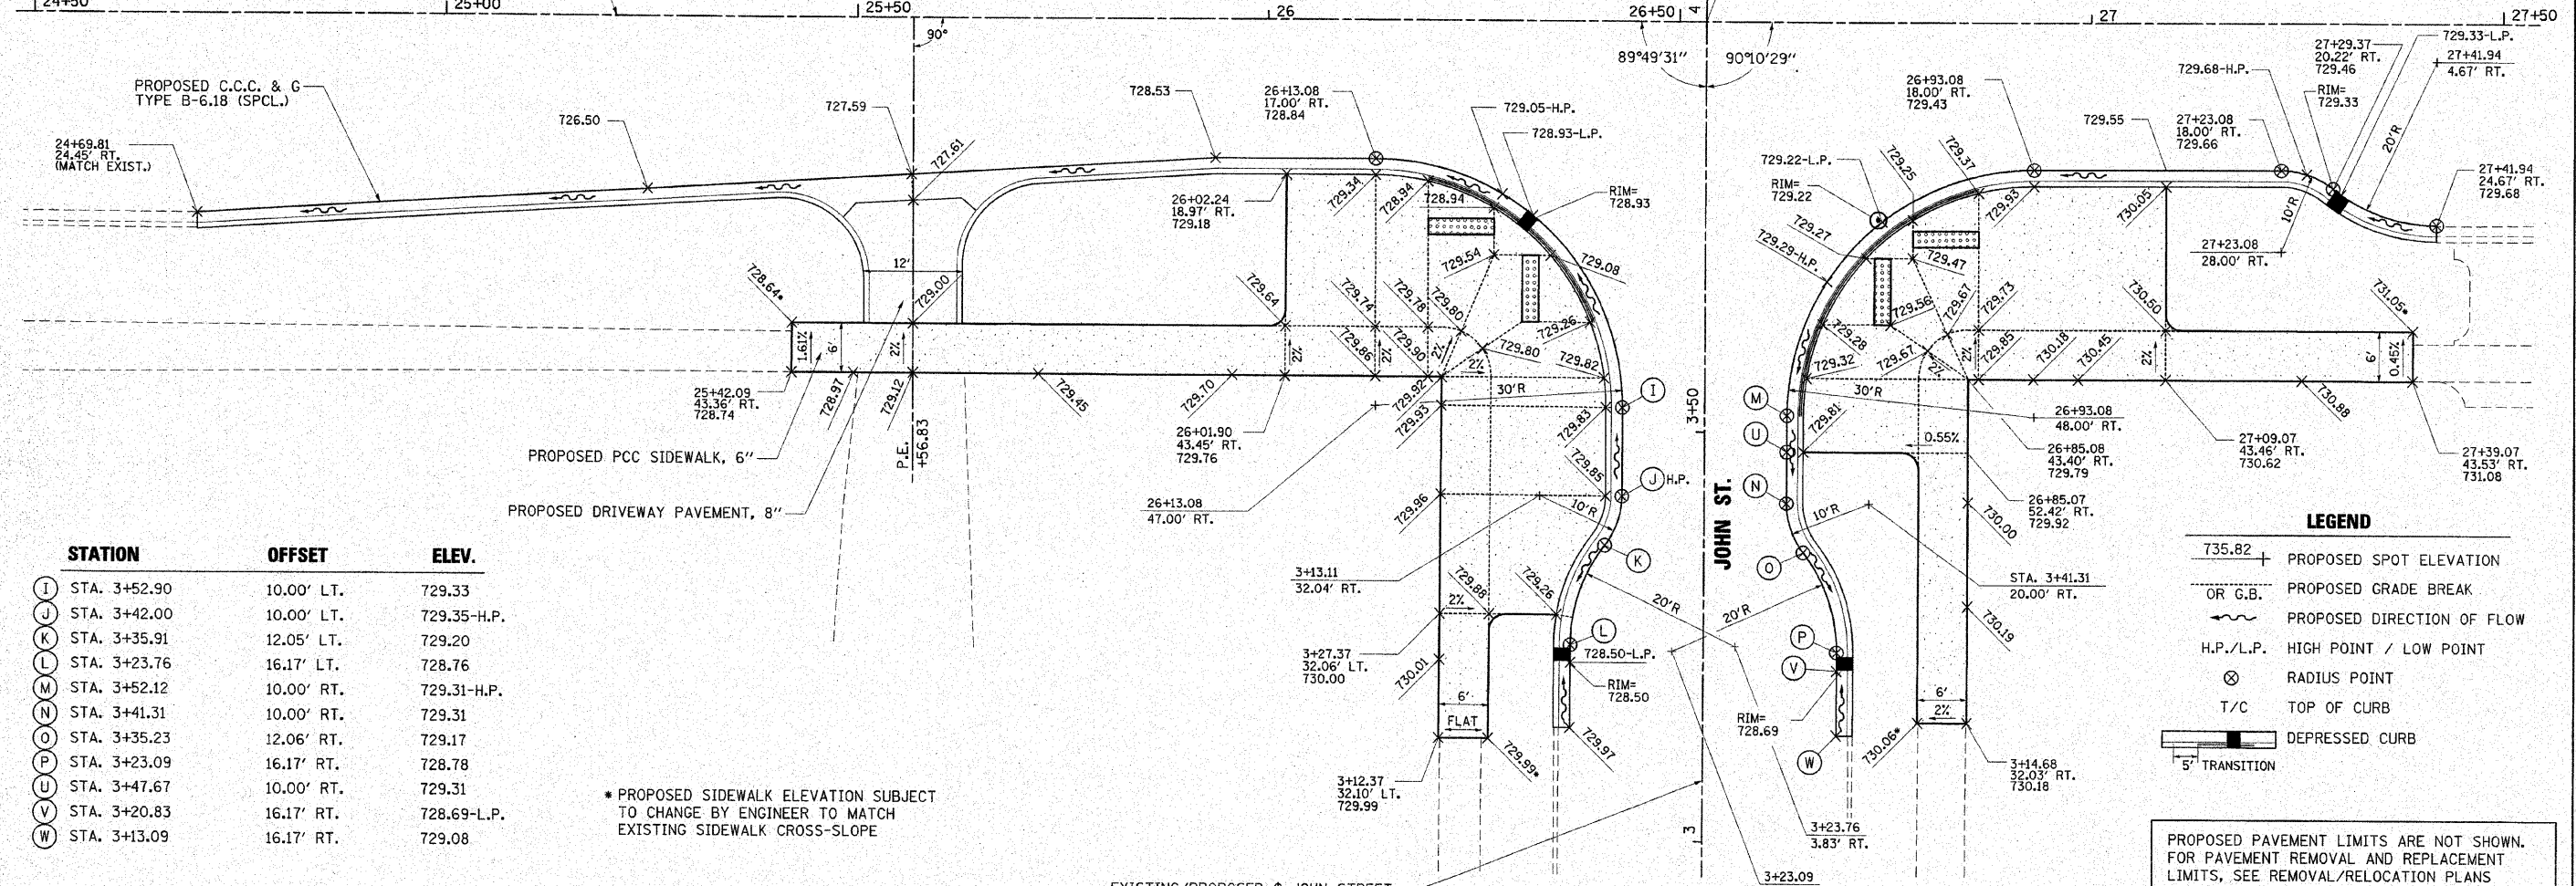 24+50
25+00
25+50
26
26+50
4
27
27+50
90°
89°49'31"
90°10'29"
PROPOSED C.C.C. & G
TYPE B-6.18 (SPCL.)
24+69.81
24.45' RT.
(MATCH EXIST.)
726.50
727.59
727.61
728.53
26+13.08
17.00' RT.
728.84
729.05-H.P.
728.93-L.P.
RIM=
728.93
26+02.24
18.97' RT.
729.18
729.34
728.94
728.94
729.54
729.08
729.64
729.74
729.78
729.80
729.26
729.86
729.90
729.80
729.82
2%
2%
2%
2%
12'
728.64*
729.00
1.61%
6'
2%
25+42.09
43.36' RT.
728.74
728.97
729.12
729.45
729.70
26+01.90
43.45' RT.
729.76
729.92
729.93
30'R
729.83
I
P.E.
+56.83
PROPOSED PCC SIDEWALK, 6"
PROPOSED DRIVEWAY PAVEMENT, 8"
26+13.08
47.00' RT.
729.96
729.85
J H.P.
10'R
K
3+13.11
32.04' RT.
729.88
729.26
2%
20'R
L
728.50-L.P.
RIM=
728.50
3+27.37
32.06' LT.
730.00
730.01
6'
FLAT
729.99*
729.97
3+12.37
32.10' LT.
729.99
3+50
JOHN ST.
3
729.22-L.P.
RIM=
729.22
729.25
729.37
26+93.08
18.00' RT.
729.43
729.55
27+23.08
18.00' RT.
729.66
729.68-H.P.
27+29.37
20.22' RT.
729.46
RIM=
729.33
729.33-L.P.
27+41.94
4.67' RT.
20'R
27+41.94
24.67' RT.
729.68
10'R
27+23.08
28.00' RT.
729.27
729.29-H.P.
729.47
729.93
730.05
729.56
729.67
729.73
730.50
731.05*
729.28
729.32
729.67
729.85
730.18
730.45
2%
2%
2%
6'
0.45%
M
30'R
26+93.08
48.00' RT.
730.88
U
729.81
0.55%
26+85.08
43.40' RT.
729.79
27+09.07
43.46' RT.
730.62
27+39.07
43.53' RT.
731.08
N
10'R
26+85.07
52.42' RT.
729.92
730.00
O
STA. 3+41.31
20.00' RT.
20'R
730.19
P
V
RIM=
728.69
W
6'
2%
730.06*
3+14.68
32.03' RT.
730.18
3+23.76
3.83' RT.
3+23.09
STATION OFFSET ELEV.
I STA. 3+52.90 10.00' LT. 729.33
J STA. 3+42.00 10.00' LT. 729.35-H.P.
K STA. 3+35.91 12.05' LT. 729.20
L STA. 3+23.76 16.17' LT. 728.76
M STA. 3+52.12 10.00' RT. 729.31-H.P.
N STA. 3+41.31 10.00' RT. 729.31
O STA. 3+35.23 12.06' RT. 729.17
P STA. 3+23.09 16.17' RT. 728.78
U STA. 3+47.67 10.00' RT. 729.31
V STA. 3+20.83 16.17' RT. 728.69-L.P.
W STA. 3+13.09 16.17' RT. 729.08
* PROPOSED SIDEWALK ELEVATION SUBJECT
TO CHANGE BY ENGINEER TO MATCH
EXISTING SIDEWALK CROSS-SLOPE
EXISTING/PROPOSED ℄ JOHN STREET
LEGEND
735.82 PROPOSED SPOT ELEVATION
OR G.B. PROPOSED GRADE BREAK
PROPOSED DIRECTION OF FLOW
H.P./L.P. HIGH POINT / LOW POINT
RADIUS POINT
T/C TOP OF CURB
DEPRESSED CURB
5' TRANSITION
PROPOSED PAVEMENT LIMITS ARE NOT SHOWN.
FOR PAVEMENT REMOVAL AND REPLACEMENT
LIMITS, SEE REMOVAL/RELOCATION PLANS